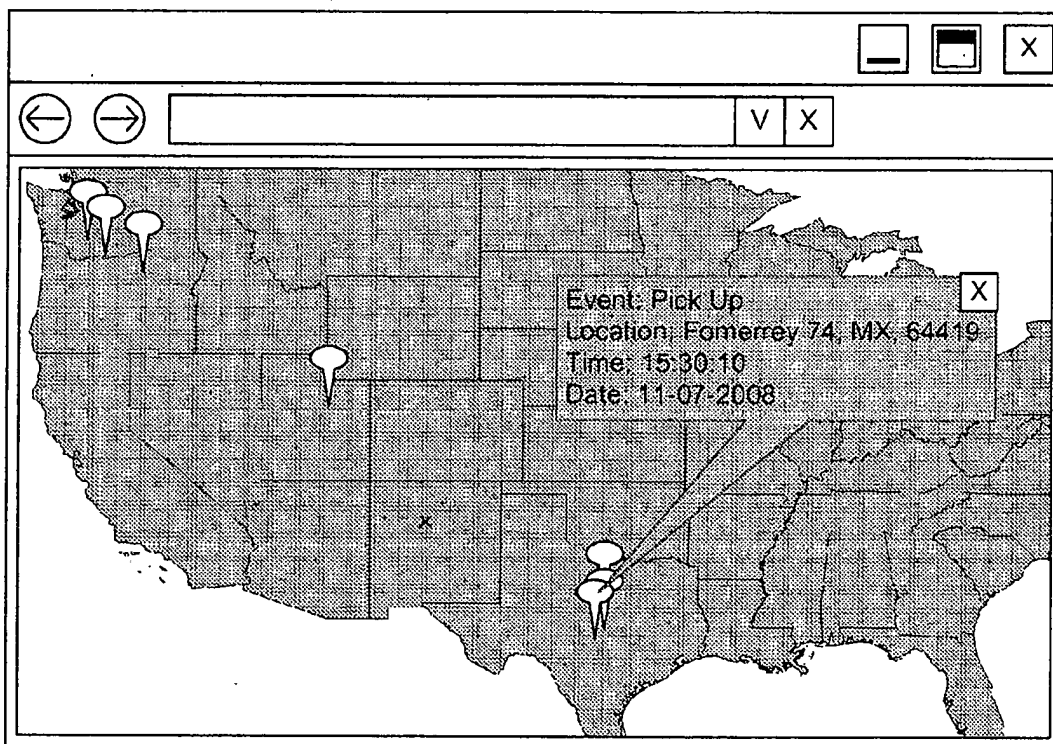 X
V X
X
Event: Pick Up
Location: Fomerrey 74, MX, 64419
Time: 15:30:10
Date: 11-07-2008
x